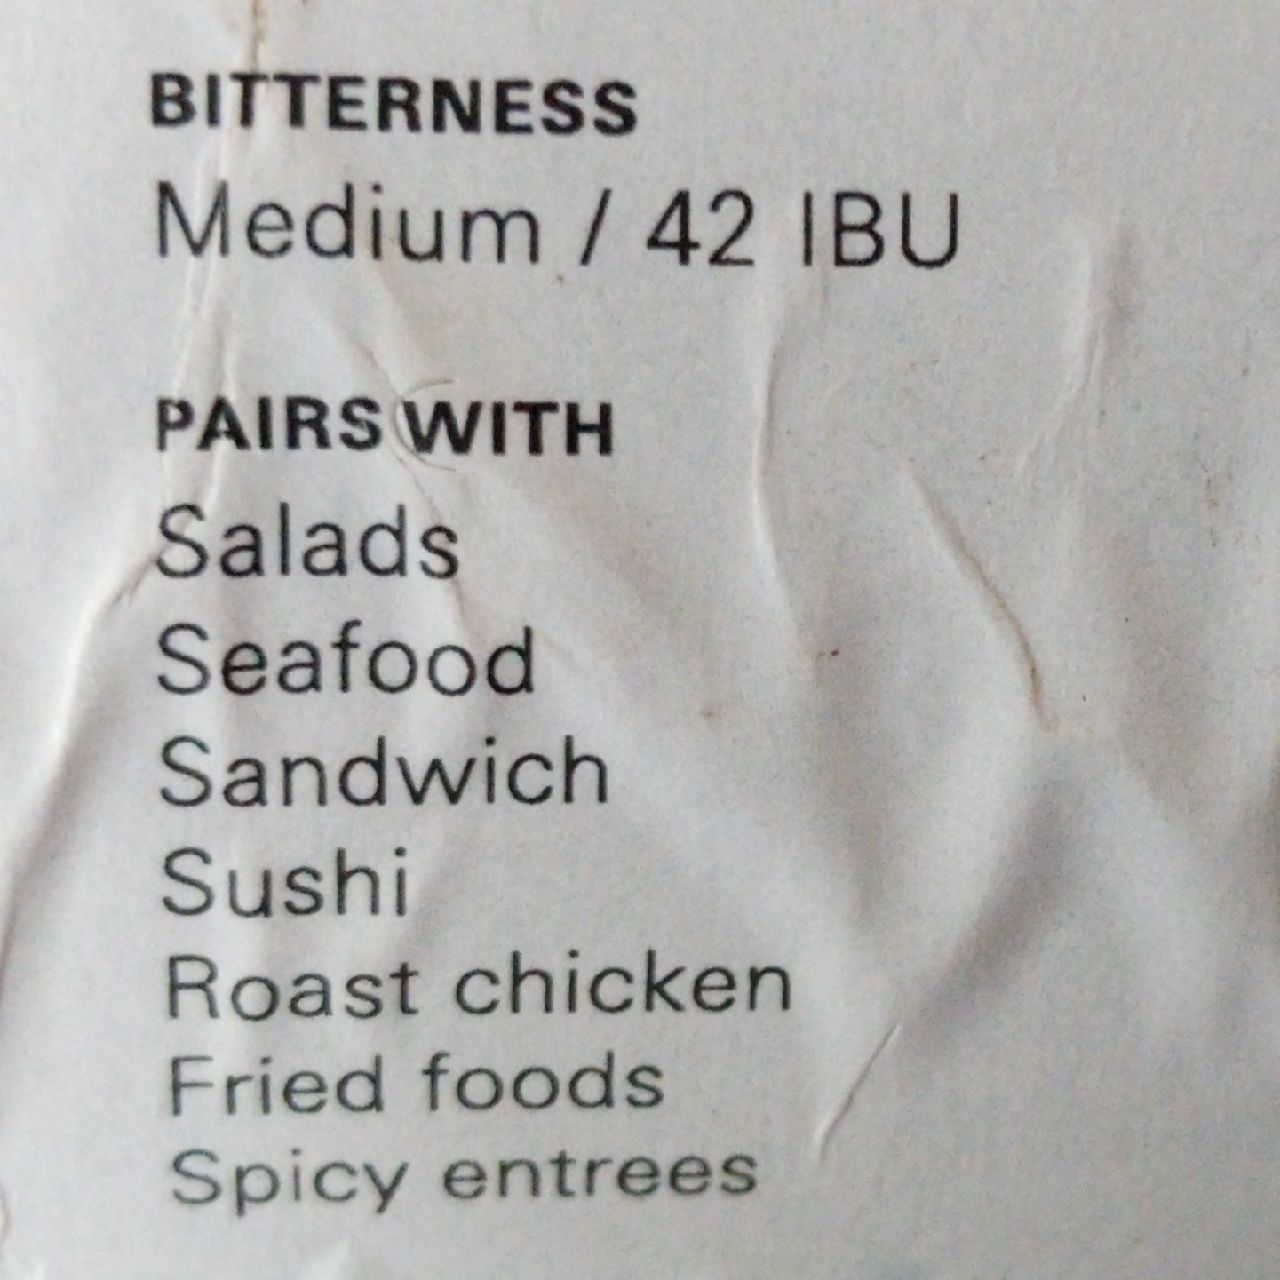 BITTERNESS
Medium / 42 IBU
PAIRS WITH
Salads
Seafood
Sandwich
Sushi
Roast chicken
Fried foods
Spicy entrees